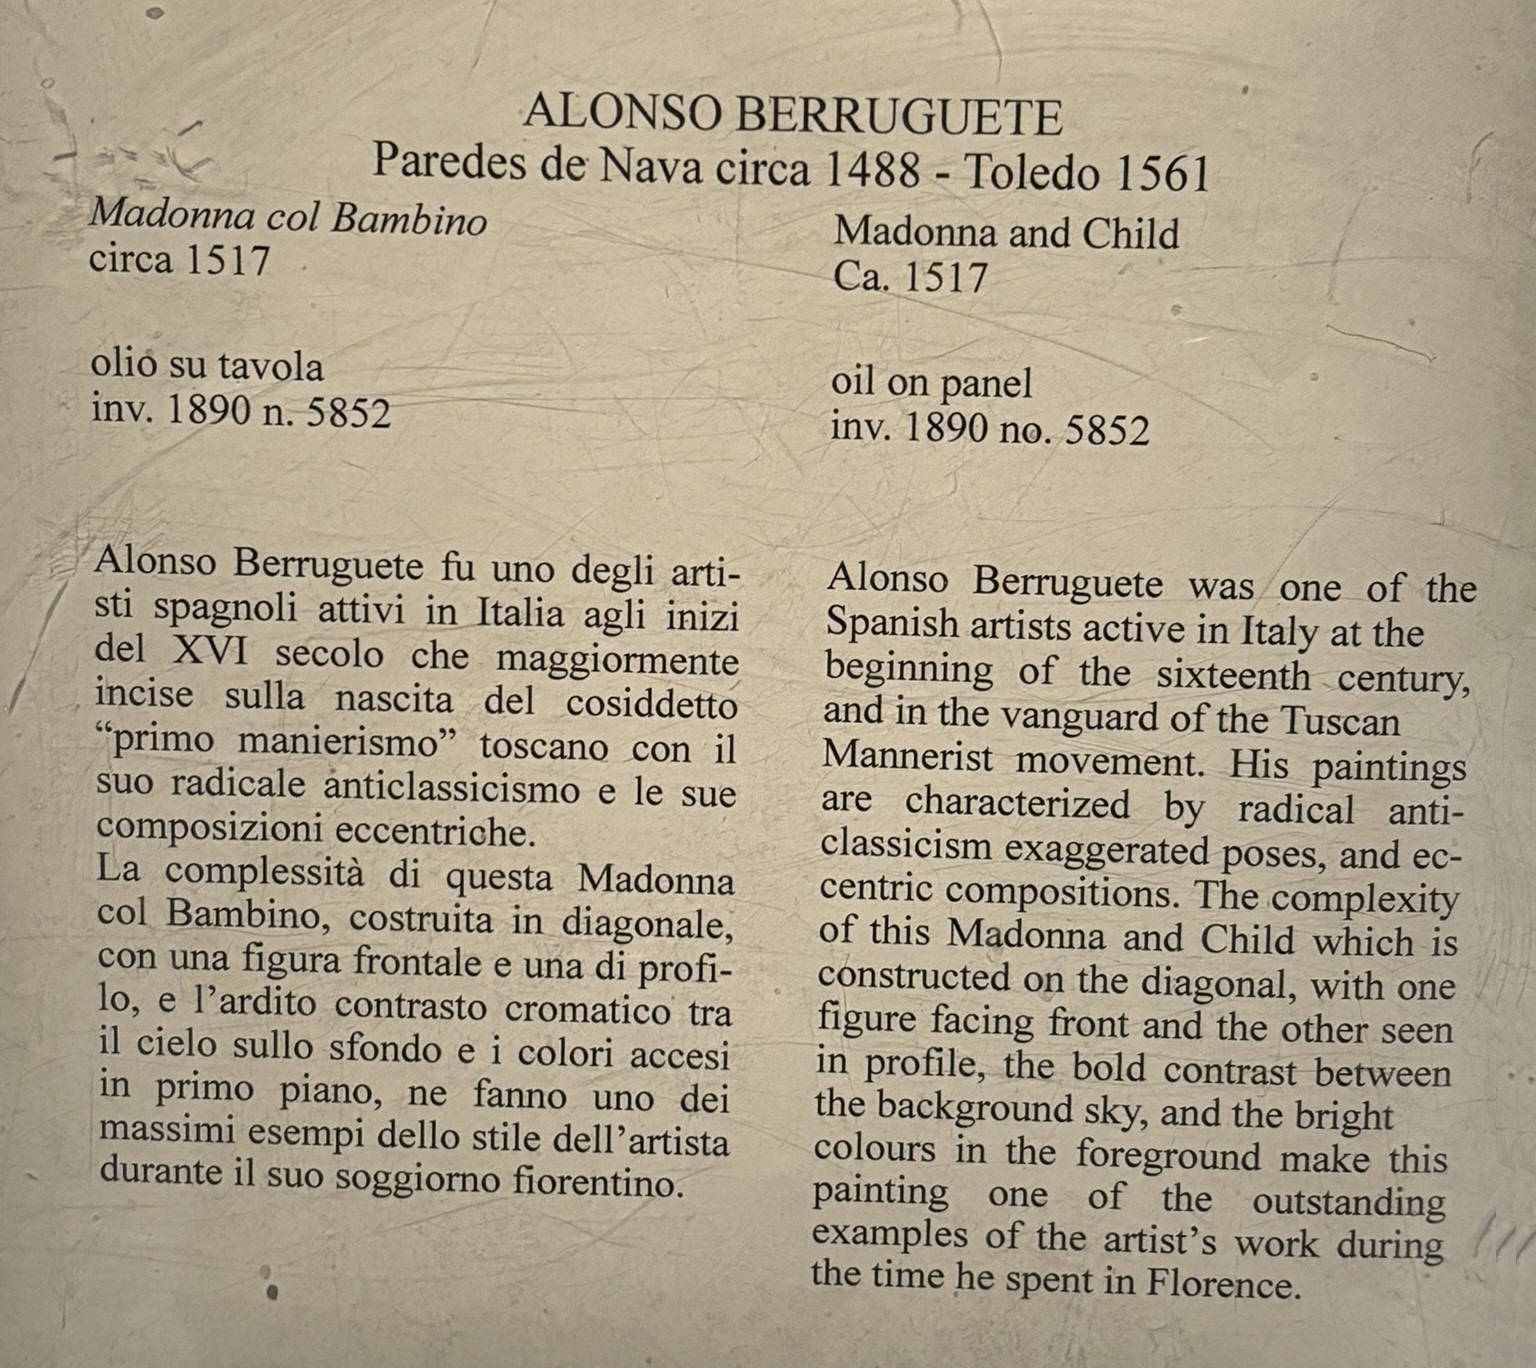 ALONSO BERRUGUETE
Paredes de Nava circa 1488 - Toledo 1561
Madonna col Bambino
circa 1517
olio su tavola
inv. 1890 n. 5852
Alonso Berruguete fu uno degli arti-
sti spagnoli attivi in Italia agli inizi
del XVI secolo che maggiormente
incise sulla nascita del cosiddetto
“primo manierismo” toscano con il
suo radicale anticlassicismo e le sue
composizioni eccentriche.
La complessità di questa Madonna
col Bambino, costruita in diagonale,
con una figura frontale e una di profi-
lo, e l’ardito contrasto cromatico tra
il cielo sullo sfondo e i colori accesi
in primo piano, ne fanno uno dei
massimi esempi dello stile dell’artista
durante il suo soggiorno fiorentino.
Madonna and Child
Ca. 1517
oil on panel
inv. 1890 no. 5852
Alonso Berruguete was one of the
Spanish artists active in Italy at the
beginning of the sixteenth century,
and in the vanguard of the Tuscan
Mannerist movement. His paintings
are characterized by radical anti-
classicism exaggerated poses, and ec-
centric compositions. The complexity
of this Madonna and Child which is
constructed on the diagonal, with one
figure facing front and the other seen
in profile, the bold contrast between
the background sky, and the bright
colours in the foreground make this
painting one of the outstanding
examples of the artist’s work during
the time he spent in Florence.